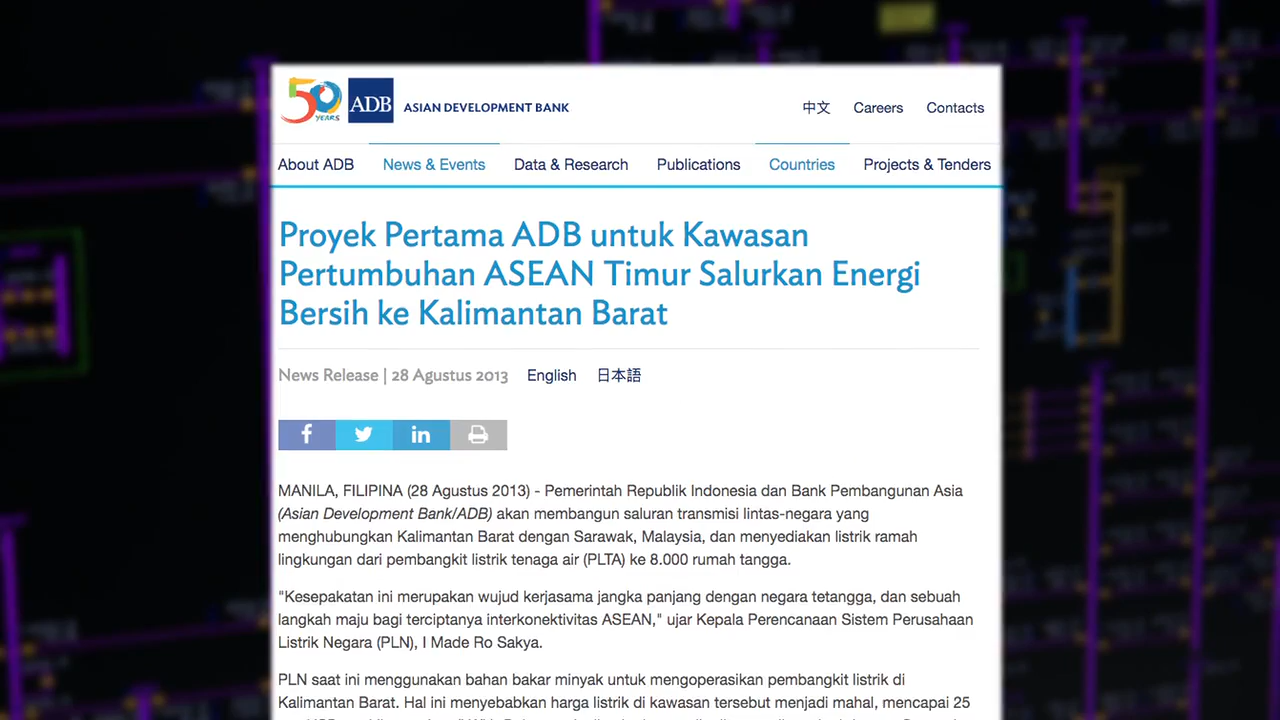 50 YEARS ADB ASIAN DEVELOPMENT BANK 中文 Careers Contacts
About ADB News & Events Data & Research Publications Countries Projects & Tenders
Proyek Pertama ADB untuk Kawasan
Pertumbuhan ASEAN Timur Salurkan Energi
Bersih ke Kalimantan Barat
News Release | 28 Agustus 2013 English 日本語
MANILA, FILIPINA (28 Agustus 2013) - Pemerintah Republik Indonesia dan Bank Pembangunan Asia
(Asian Development Bank/ADB) akan membangun saluran transmisi lintas-negara yang
menghubungkan Kalimantan Barat dengan Sarawak, Malaysia, dan menyediakan listrik ramah
lingkungan dari pembangkit listrik tenaga air (PLTA) ke 8.000 rumah tangga.
"Kesepakatan ini merupakan wujud kerjasama jangka panjang dengan negara tetangga, dan sebuah
langkah maju bagi terciptanya interkonektivitas ASEAN," ujar Kepala Perencanaan Sistem Perusahaan
Listrik Negara (PLN), I Made Ro Sakya.
PLN saat ini menggunakan bahan bakar minyak untuk mengoperasikan pembangkit listrik di
Kalimantan Barat. Hal ini menyebabkan harga listrik di kawasan tersebut menjadi mahal, mencapai 25